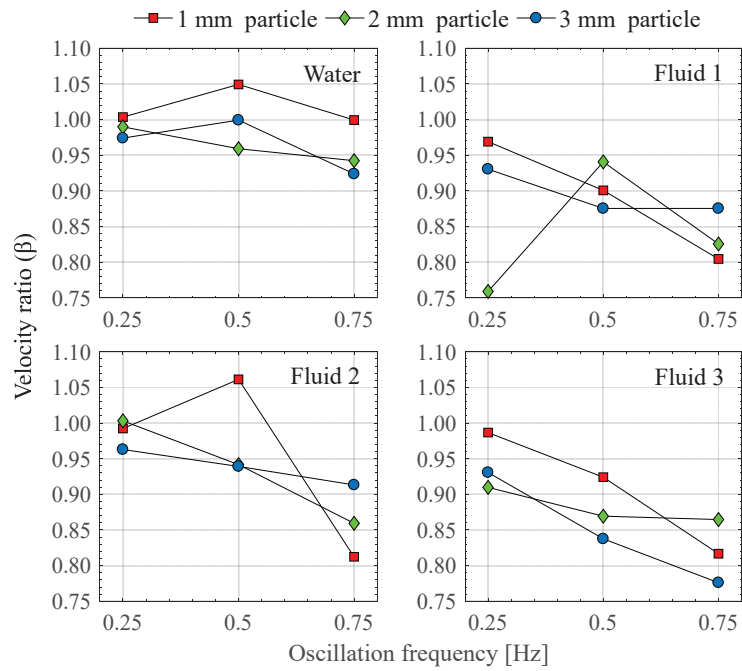 1 mm particle 2 mm particle 3 mm particle
Velocity ratio (β)
Water
1.10
1.05
1.00
0.95
0.90
0.85
0.80
0.75
0.25 0.5 0.75
Fluid 1
1.10
1.05
1.00
0.95
0.90
0.85
0.80
0.75
0.25 0.5 0.75
Fluid 2
1.10
1.05
1.00
0.95
0.90
0.85
0.80
0.75
0.25 0.5 0.75
Fluid 3
1.10
1.05
1.00
0.95
0.90
0.85
0.80
0.75
0.25 0.5 0.75
Oscillation frequency [Hz]